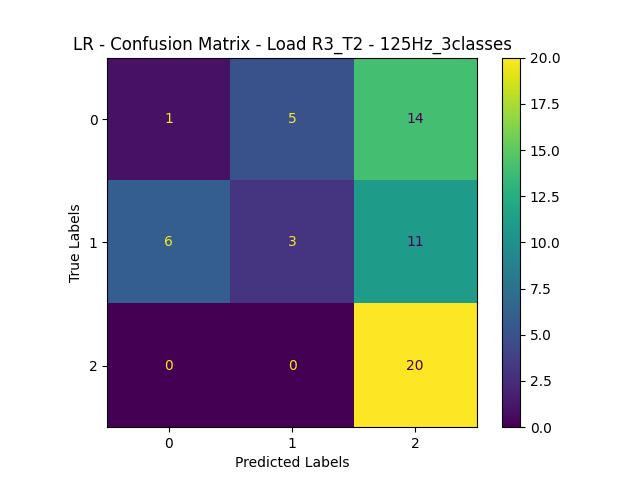 LR - Confusion Matrix - Load R3_T2 - 125Hz_3classes
True Labels
0
1
2
1 5 14
6 3 11
0 0 20
0 1 2
Predicted Labels
20.0
17.5
15.0
12.5
10.0
7.5
5.0
2.5
0.0